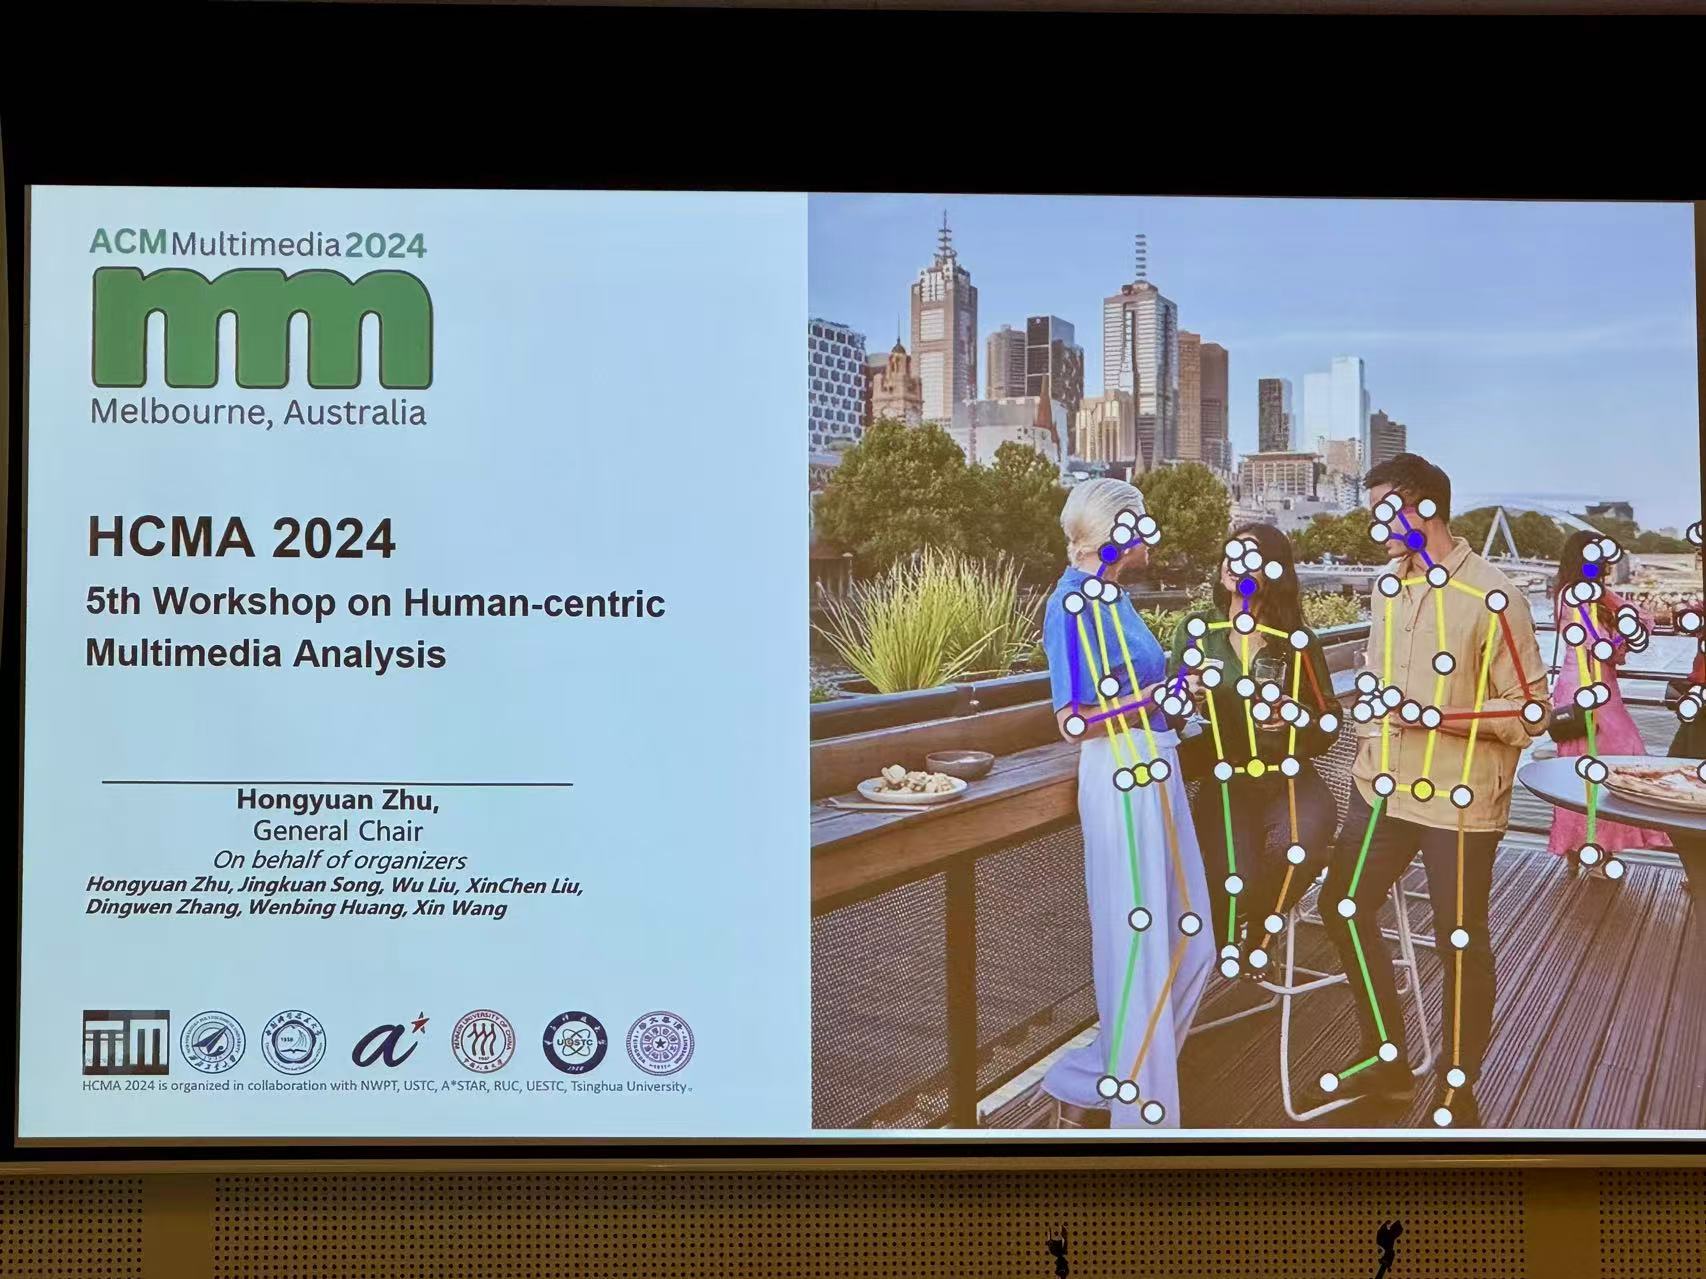 ACM Multimedia 2024
mm
Melbourne, Australia
HCMA 2024
5th Workshop on Human-centric
Multimedia Analysis
Hongyuan Zhu,
General Chair
On behalf of organizers
Hongyuan Zhu, Jingkuan Song, Wu Liu, XinChen Liu,
Dingwen Zhang, Wenbing Huang, Xin Wang
HCMA 2024 is organized in collaboration with NWPT, USTC, A*STAR, RUC, UESTC, Tsinghua University。